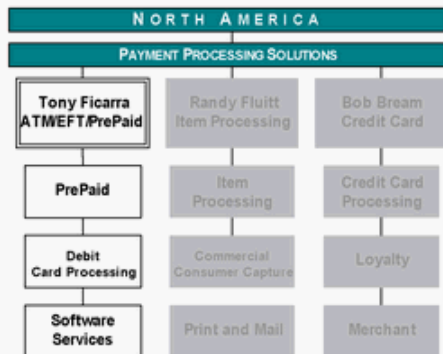 NORTH AMERICA
PAYMENT PROCESSING SOLUTIONS
Tony Ficarra
ATM/EFT/PrePaid
Randy Fluitt
Item Processing
Bob Bream
Credit Card
PrePaid
Item
Processing
Credit Card
Processing
Debit
Card Processing
Commercial
Consumer Capture
Loyalty
Software
Services
Print and Mail
Merchant